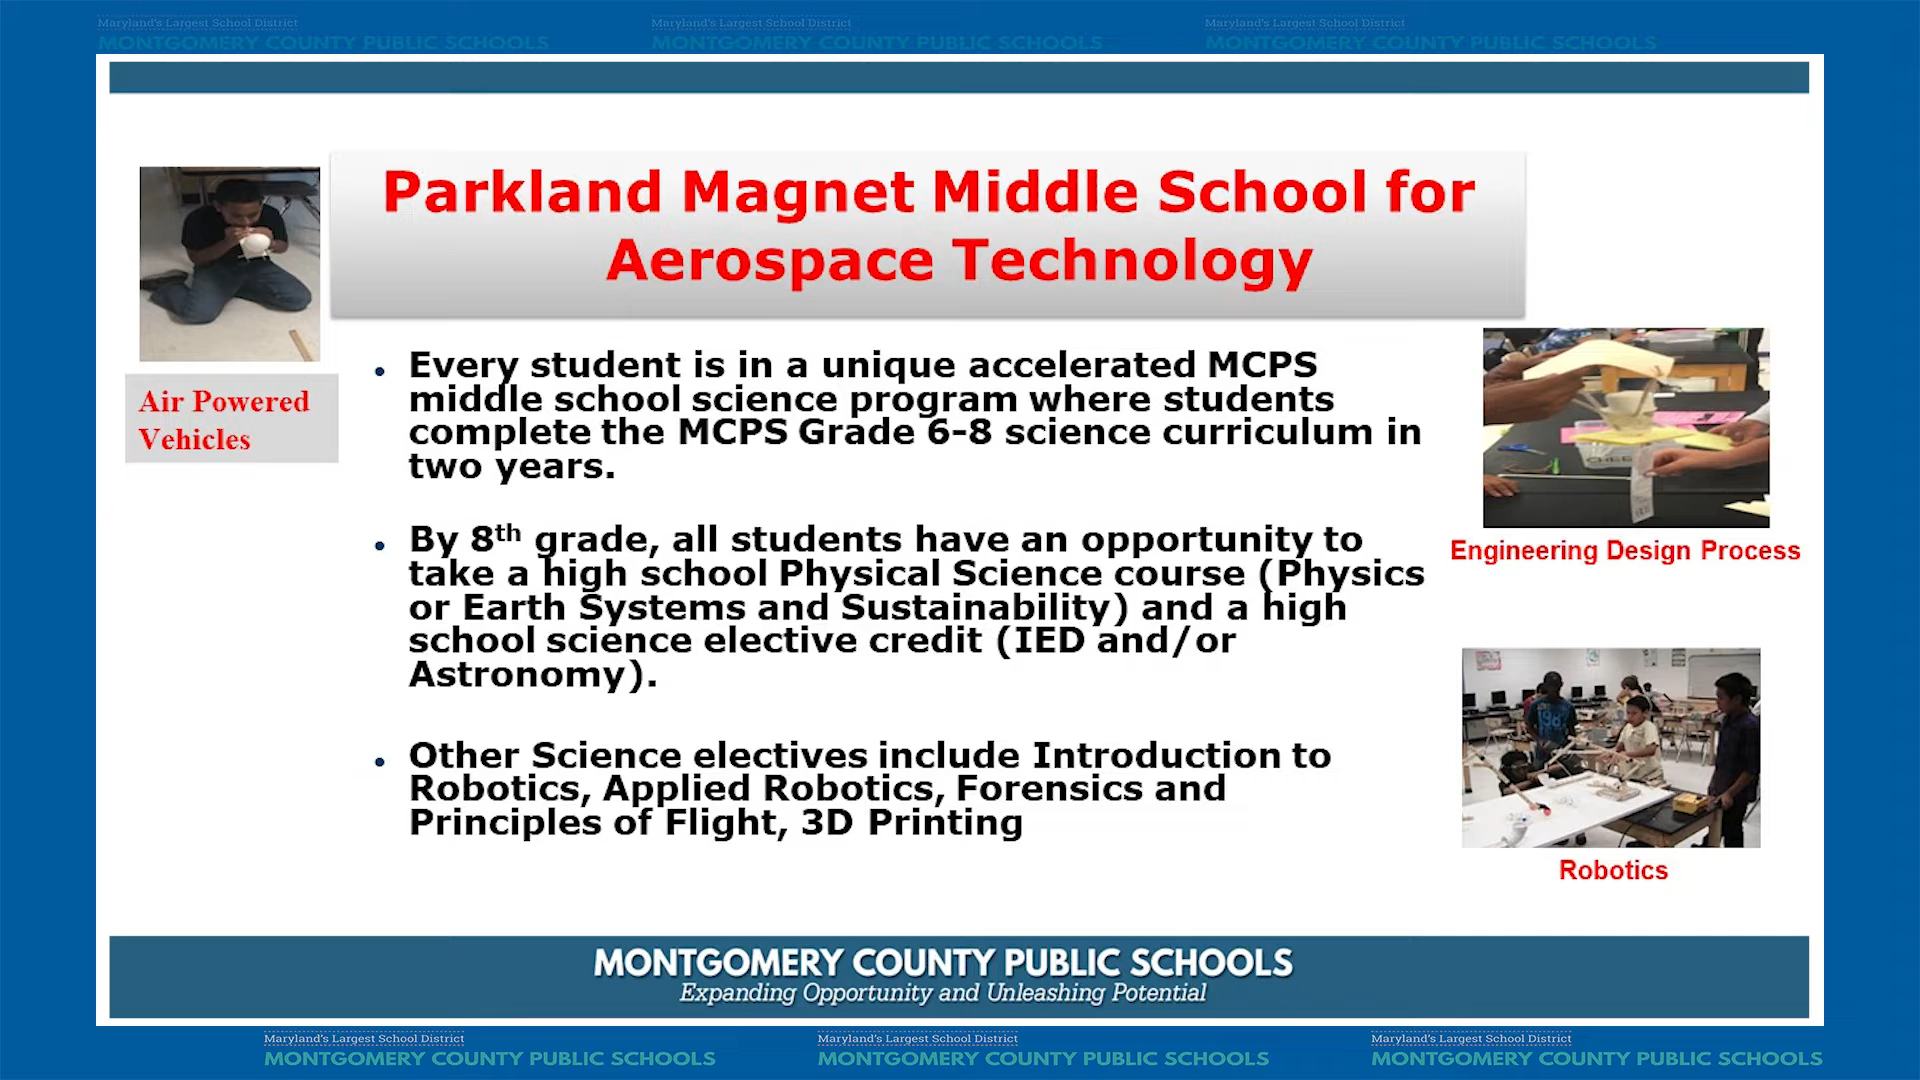 Maryland's Largest School District Maryland's Largest School District Maryland's Largest School District
MONTGOMERY COUNTY PUBLIC SCHOOLS MONTGOMERY COUNTY PUBLIC SCHOOLS MONTGOMERY COUNTY PUBLIC SCHOOLS
Parkland Magnet Middle School for
Aerospace Technology
Air Powered
Vehicles
• Every student is in a unique accelerated MCPS
middle school science program where students
complete the MCPS Grade 6-8 science curriculum in
two years.
• By 8th grade, all students have an opportunity to
take a high school Physical Science course (Physics
or Earth Systems and Sustainability) and a high
school science elective credit (IED and/or
Astronomy).
• Other Science electives include Introduction to
Robotics, Applied Robotics, Forensics and
Principles of Flight, 3D Printing
Engineering Design Process
Robotics
MONTGOMERY COUNTY PUBLIC SCHOOLS
Expanding Opportunity and Unleashing Potential
Maryland's Largest School District Maryland's Largest School District Maryland's Largest School District
MONTGOMERY COUNTY PUBLIC SCHOOLS MONTGOMERY COUNTY PUBLIC SCHOOLS MONTGOMERY COUNTY PUBLIC SCHOOLS